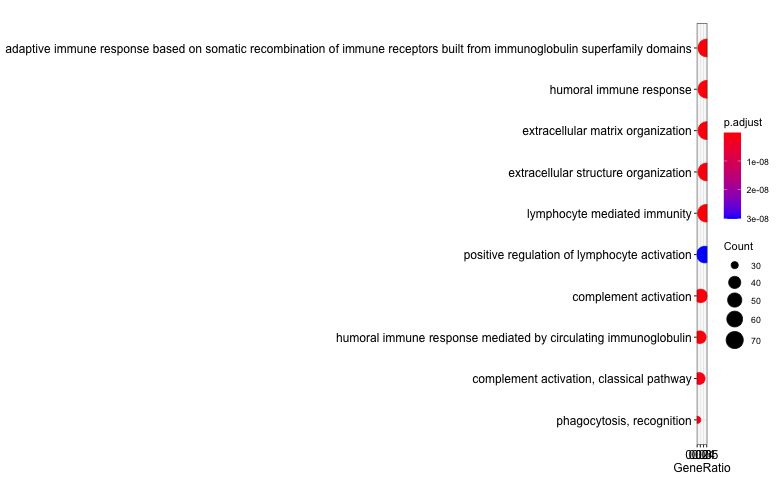 adaptive immune response based on somatic recombination of immune receptors built from immunoglobulin superfamily domains
humoral immune response
extracellular matrix organization
extracellular structure organization
lymphocyte mediated immunity
positive regulation of lymphocyte activation
complement activation
humoral immune response mediated by circulating immunoglobulin
complement activation, classical pathway
phagocytosis, recognition
GeneRatio
p.adjust
1e-08
2e-08
3e-08
Count
30
40
50
60
70